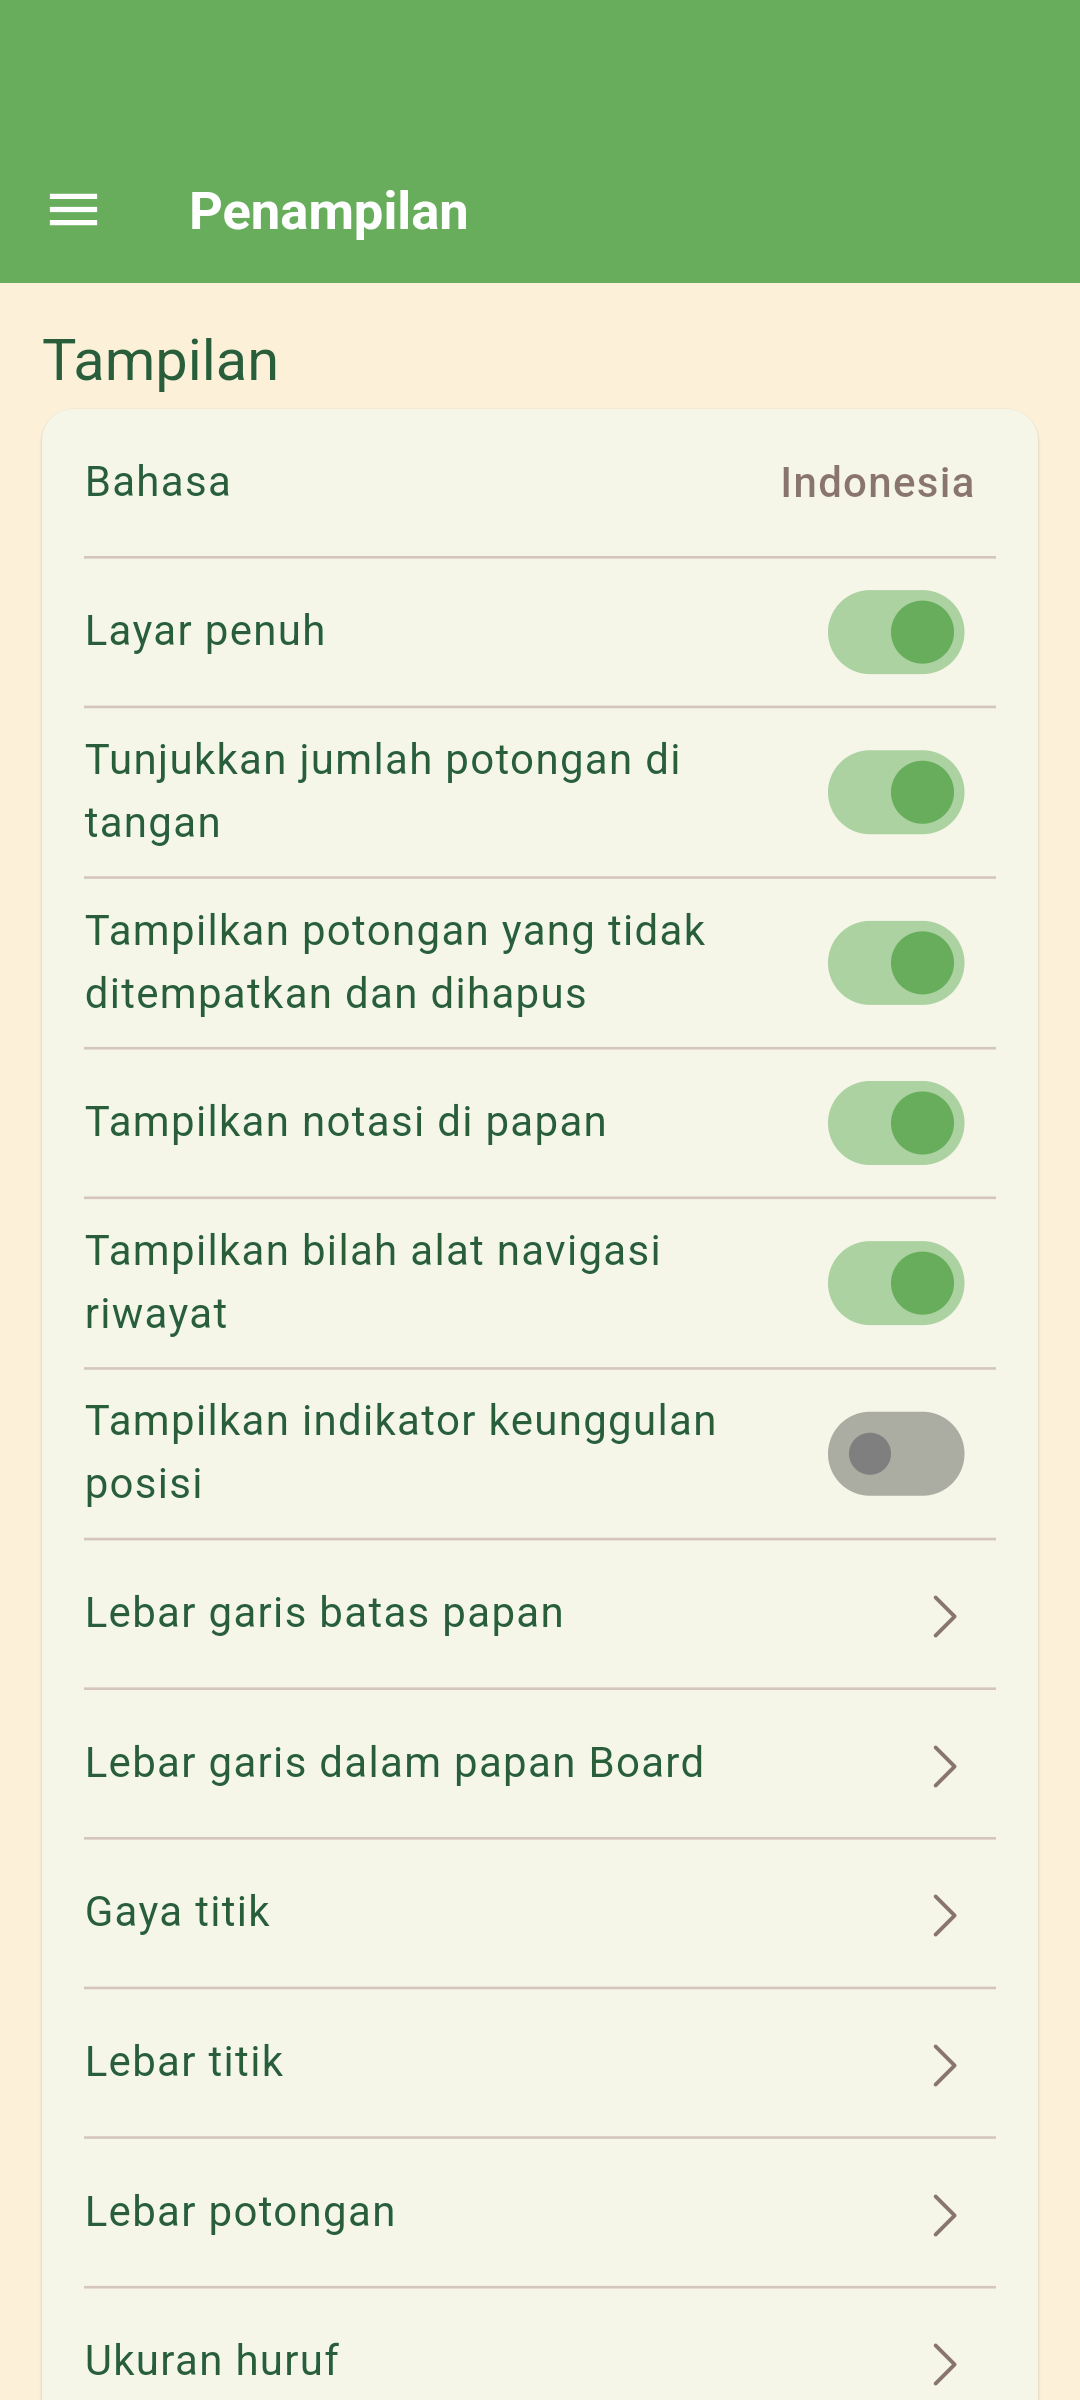 Penampilan
Tampilan
Bahasa
Indonesia
Layar penuh
Tunjukkan jumlah potongan di
tangan
Tampilkan potongan yang tidak
ditempatkan dan dihapus
Tampilkan notasi di papan
Tampilkan bilah alat navigasi
riwayat
Tampilkan indikator keunggulan
posisi
Lebar garis batas papan
Lebar garis dalam papan Board
Gaya titik
Lebar titik
Lebar potongan
Ukuran huruf